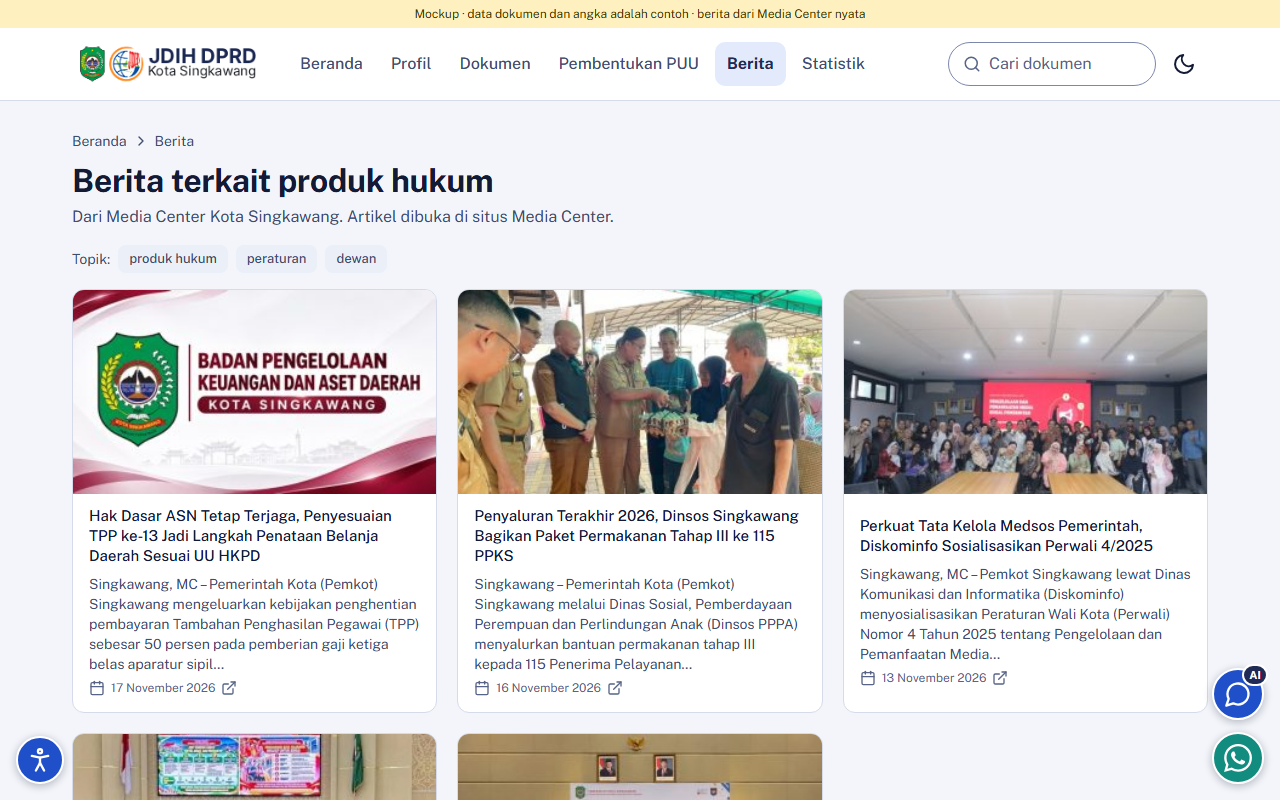 Mockup · data dokumen dan angka adalah contoh · berita dari Media Center nyata
JDIH DPRD
Kota Singkawang
Beranda
Profil
Dokumen
Pembentukan PUU
Berita
Statistik
Cari dokumen
Beranda
Berita
Berita terkait produk hukum
Dari Media Center Kota Singkawang. Artikel dibuka di situs Media Center.
Topik:
produk hukum
peraturan
dewan
BADAN PENGELOLAAN
KEUANGAN DAN ASET DAERAH
KOTA SINGKAWANG
Hak Dasar ASN Tetap Terjaga, Penyesuaian
TPP ke-13 Jadi Langkah Penataan Belanja
Daerah Sesuai UU HKPD
Singkawang, MC – Pemerintah Kota (Pemkot)
Singkawang mengeluarkan kebijakan penghentian
pembayaran Tambahan Penghasilan Pegawai (TPP)
sebesar 50 persen pada pemberian gaji ketiga
belas aparatur sipil...
17 November 2026
Penyaluran Terakhir 2026, Dinsos Singkawang
Bagikan Paket Permakanan Tahap III ke 115
PPKS
Singkawang – Pemerintah Kota (Pemkot)
Singkawang melalui Dinas Sosial, Pemberdayaan
Perempuan dan Perlindungan Anak (Dinsos PPPA)
menyalurkan bantuan permakanan tahap III
kepada 115 Penerima Pelayanan...
16 November 2026
Perkuat Tata Kelola Medsos Pemerintah,
Diskominfo Sosialisasikan Perwali 4/2025
Singkawang, MC – Pemkot Singkawang lewat Dinas
Komunikasi dan Informatika (Diskominfo)
menyosialisasikan Peraturan Wali Kota (Perwali)
Nomor 4 Tahun 2025 tentang Pengelolaan dan
Pemanfaatan Media...
13 November 2026
AI